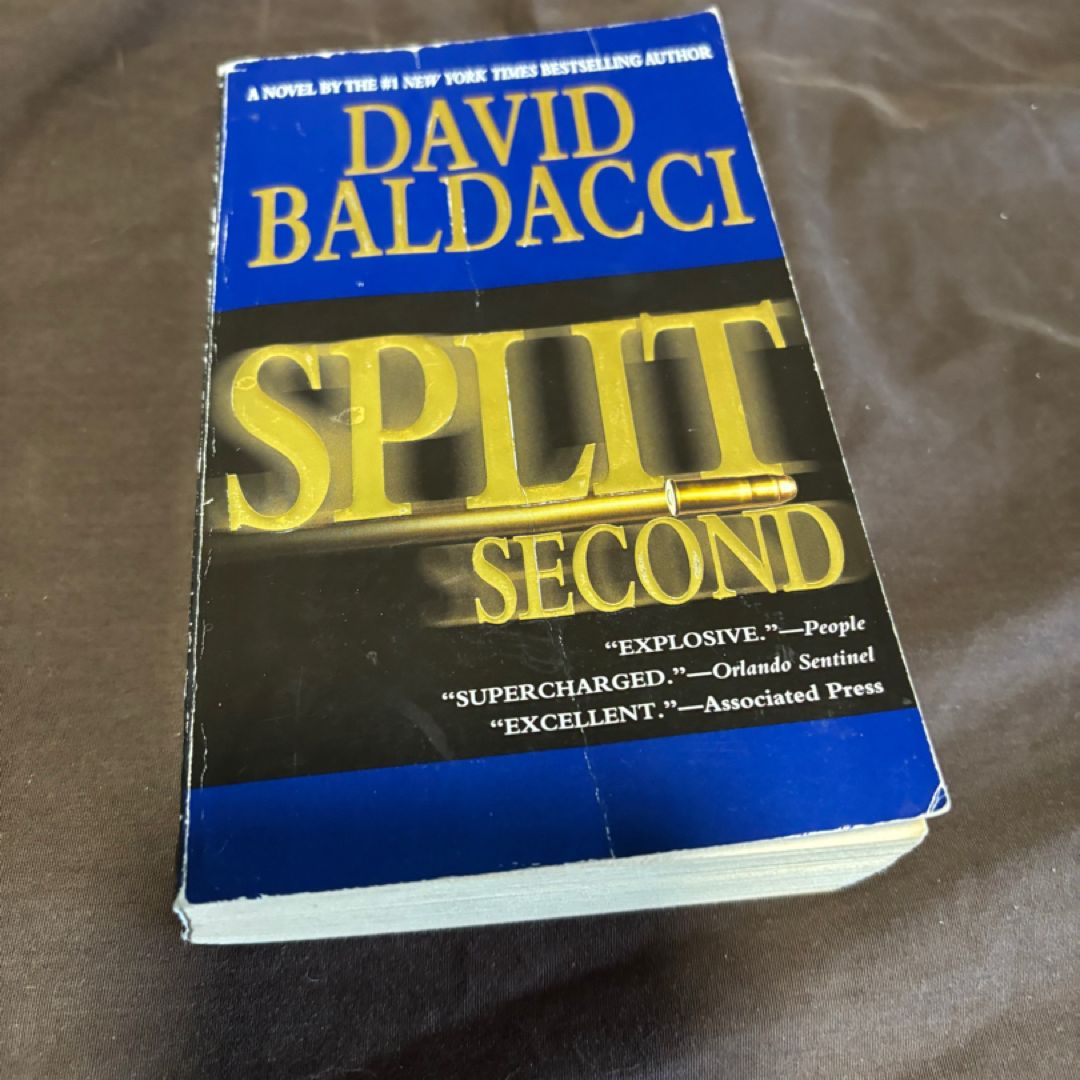 A NOVEL BY THE #1 NEW YORK TIMES BESTSELLING AUTHOR
DAVID
BALDACCI
SPLIT
SECOND
“EXPLOSIVE.”—People
“SUPERCHARGED.”—Orlando Sentinel
“EXCELLENT.”—Associated Press